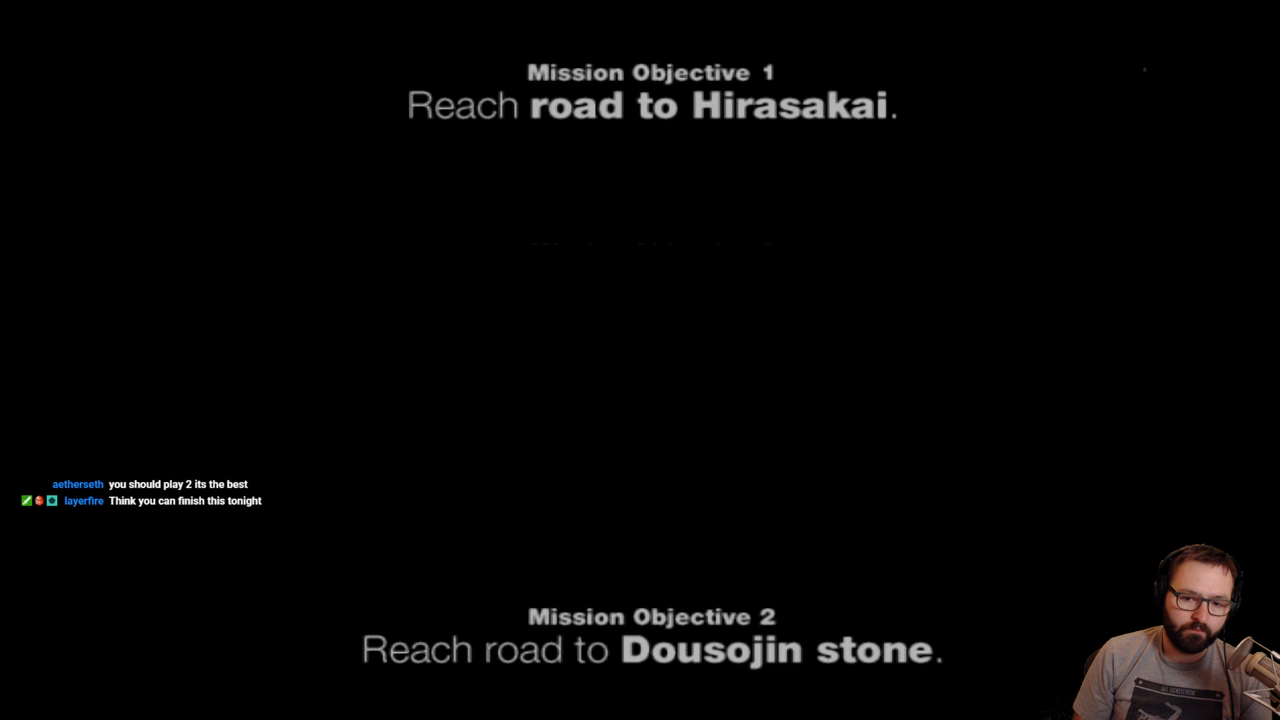 Mission Objective 1
Reach road to Hirasakai.
aetherseth you should play 2 its the best
layerfire Think you can finish this tonight
Mission Objective 2
Reach road to Dousojin stone.